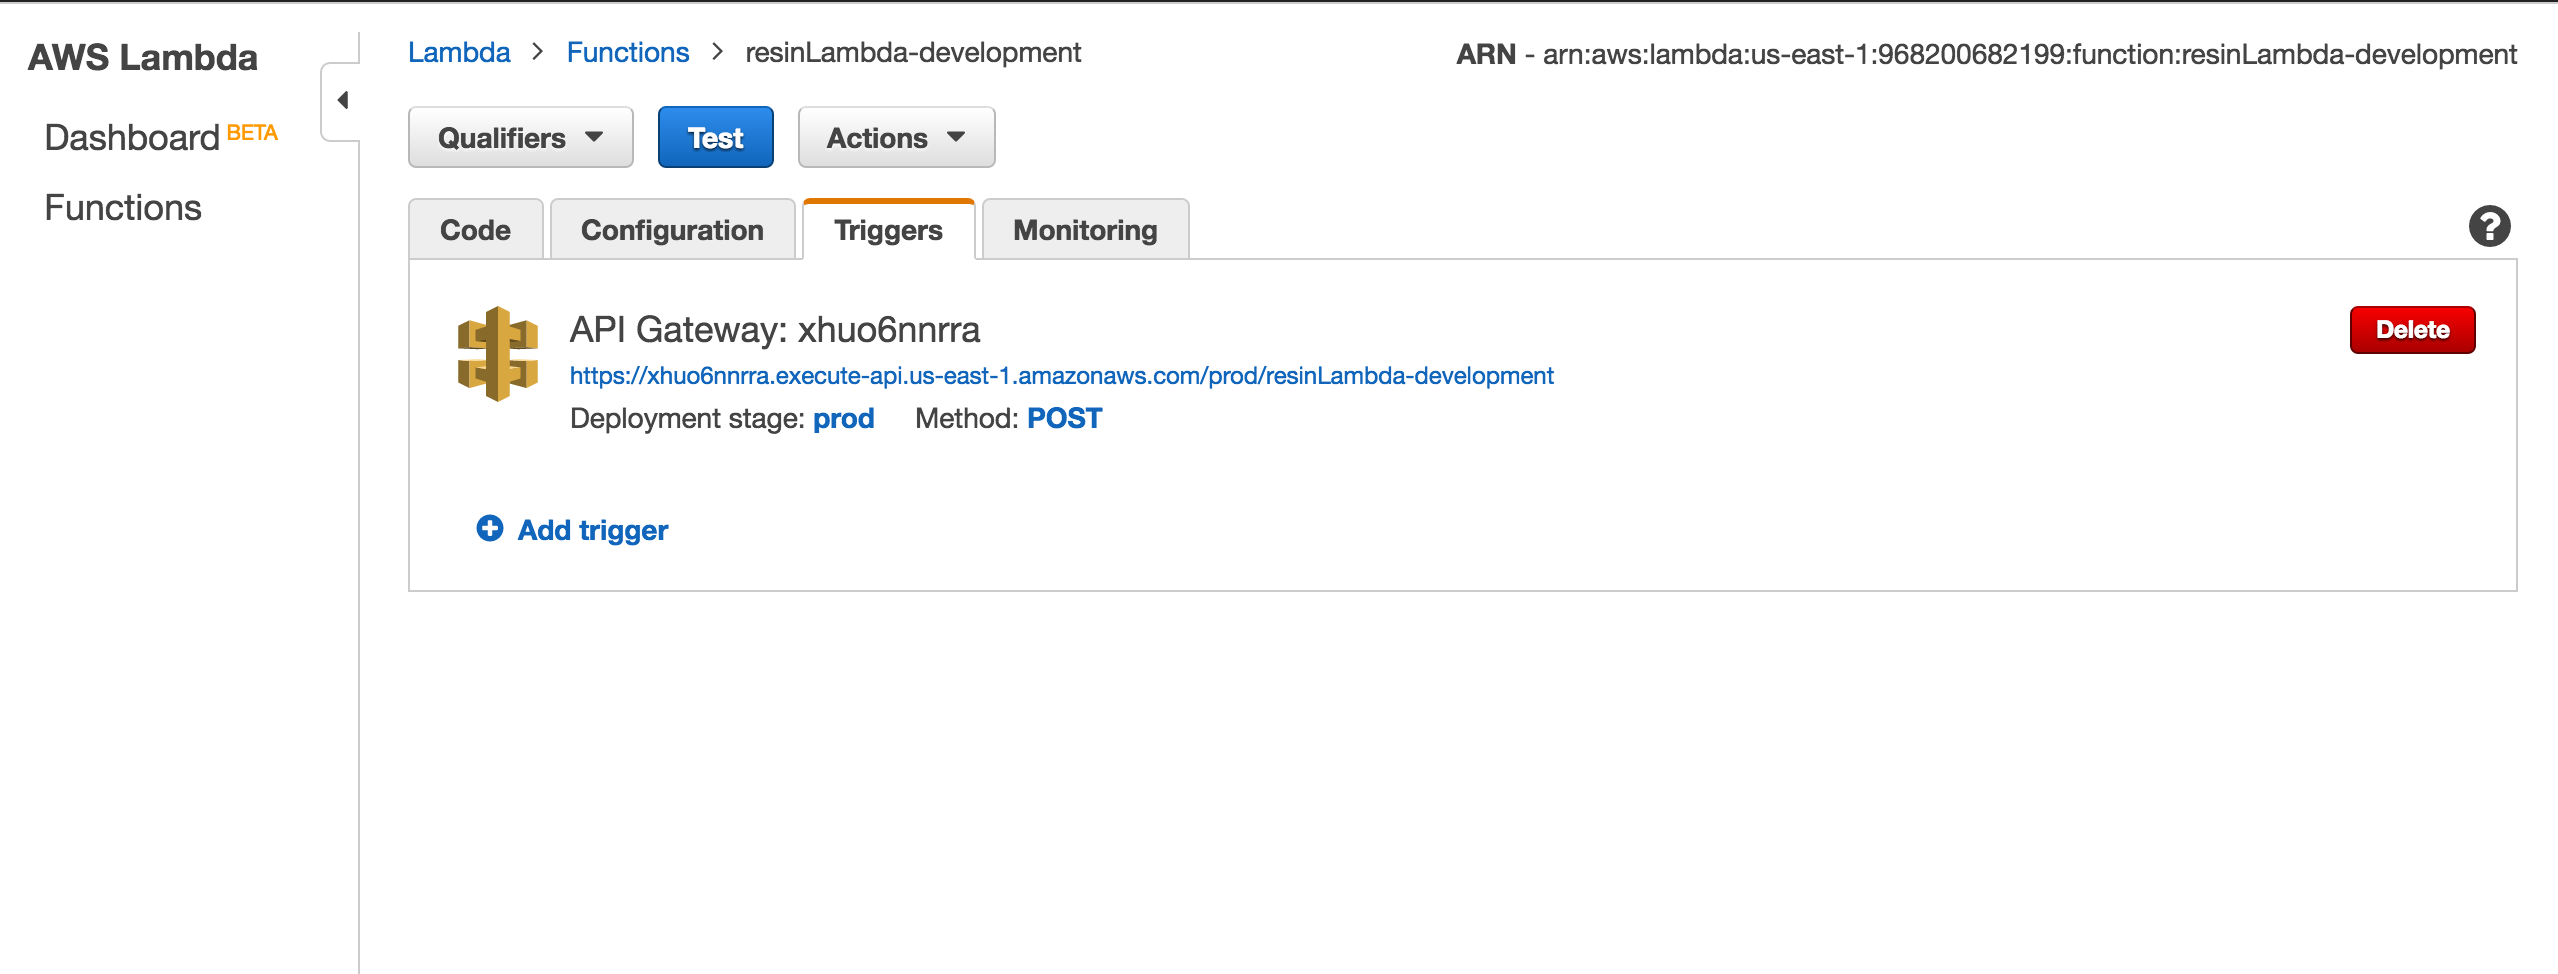 AWS Lambda
Dashboard BETA
Functions
Lambda > Functions > resinLambda-development
ARN - arn:aws:lambda:us-east-1:968200682199:function:resinLambda-development
Qualifiers Test Actions
Code Configuration Triggers Monitoring
?
API Gateway: xhuo6nnrra
Delete
https://xhuo6nnrra.execute-api.us-east-1.amazonaws.com/prod/resinLambda-development
Deployment stage: prod Method: POST
Add trigger